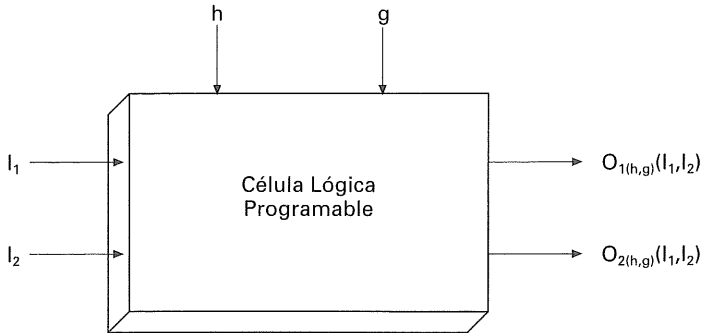 h g
I₁ O₁₍h,g₎(I₁,I₂)
Célula Lógica
Programable
I₂ O₂₍h,g₎(I₁,I₂)